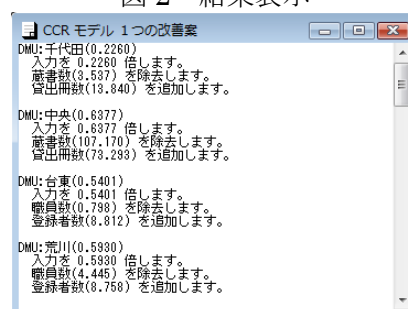 図2 結果表示
CCR モデル 1つの改善案
DMU:千代田(0.2260)
入力を 0.2260 倍します。
蔵書数(3.537) を除去します。
貸出冊数(13.840) を追加します。
DMU:中央(0.6377)
入力を 0.6377 倍します。
蔵書数(107.170) を除去します。
貸出冊数(73.293) を追加します。
DMU:台東(0.5401)
入力を 0.5401 倍します。
職員数(0.798) を除去します。
登録者数(8.812) を追加します。
DMU:荒川(0.5930)
入力を 0.5930 倍します。
職員数(4.445) を除去します。
登録者数(8.758) を追加します。